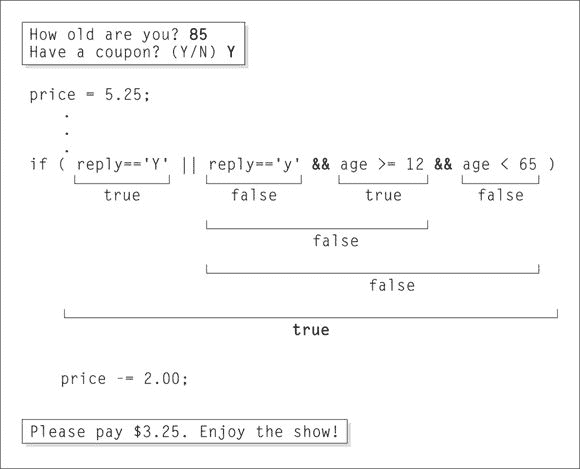 How old are you? 85
Have a coupon? (Y/N) Y
price = 5.25;
.
.
.
if ( reply=='Y' || reply=='y' && age >= 12 && age < 65 )
true false true false
false
false
true
price -= 2.00;
Please pay $3.25. Enjoy the show!